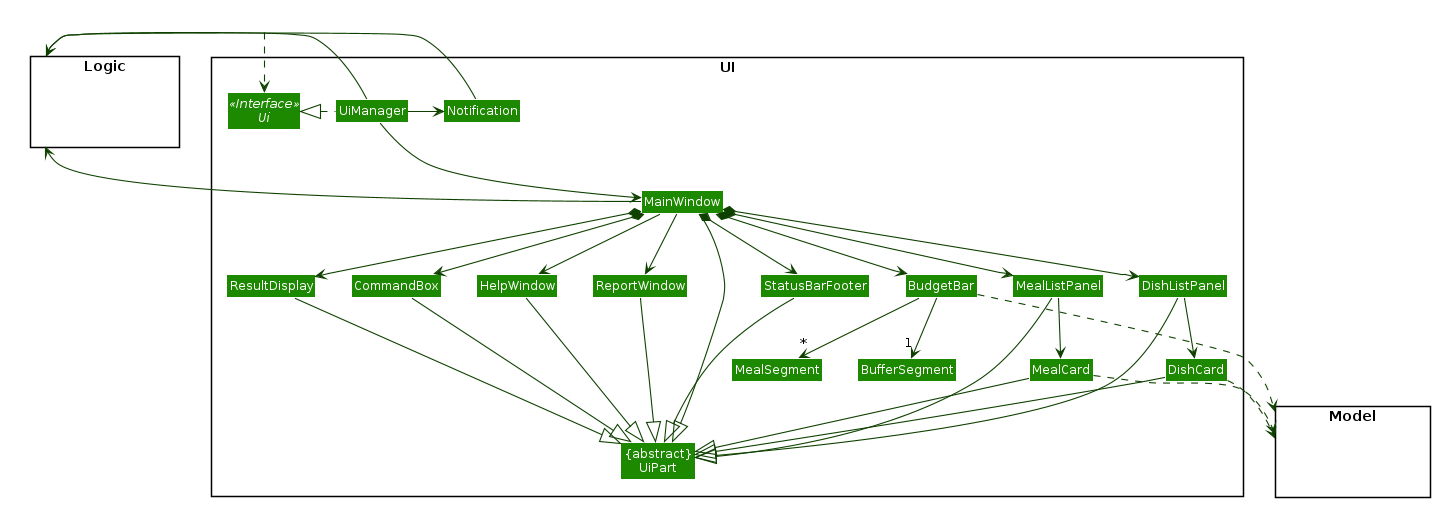 Logic
UI
«Interface»
Ui
UiManager
Notification
MainWindow
ResultDisplay
CommandBox
HelpWindow
ReportWindow
StatusBarFooter
BudgetBar
MealListPanel
DishListPanel
*
1
MealSegment
BufferSegment
MealCard
DishCard
Model
{abstract}
UiPart